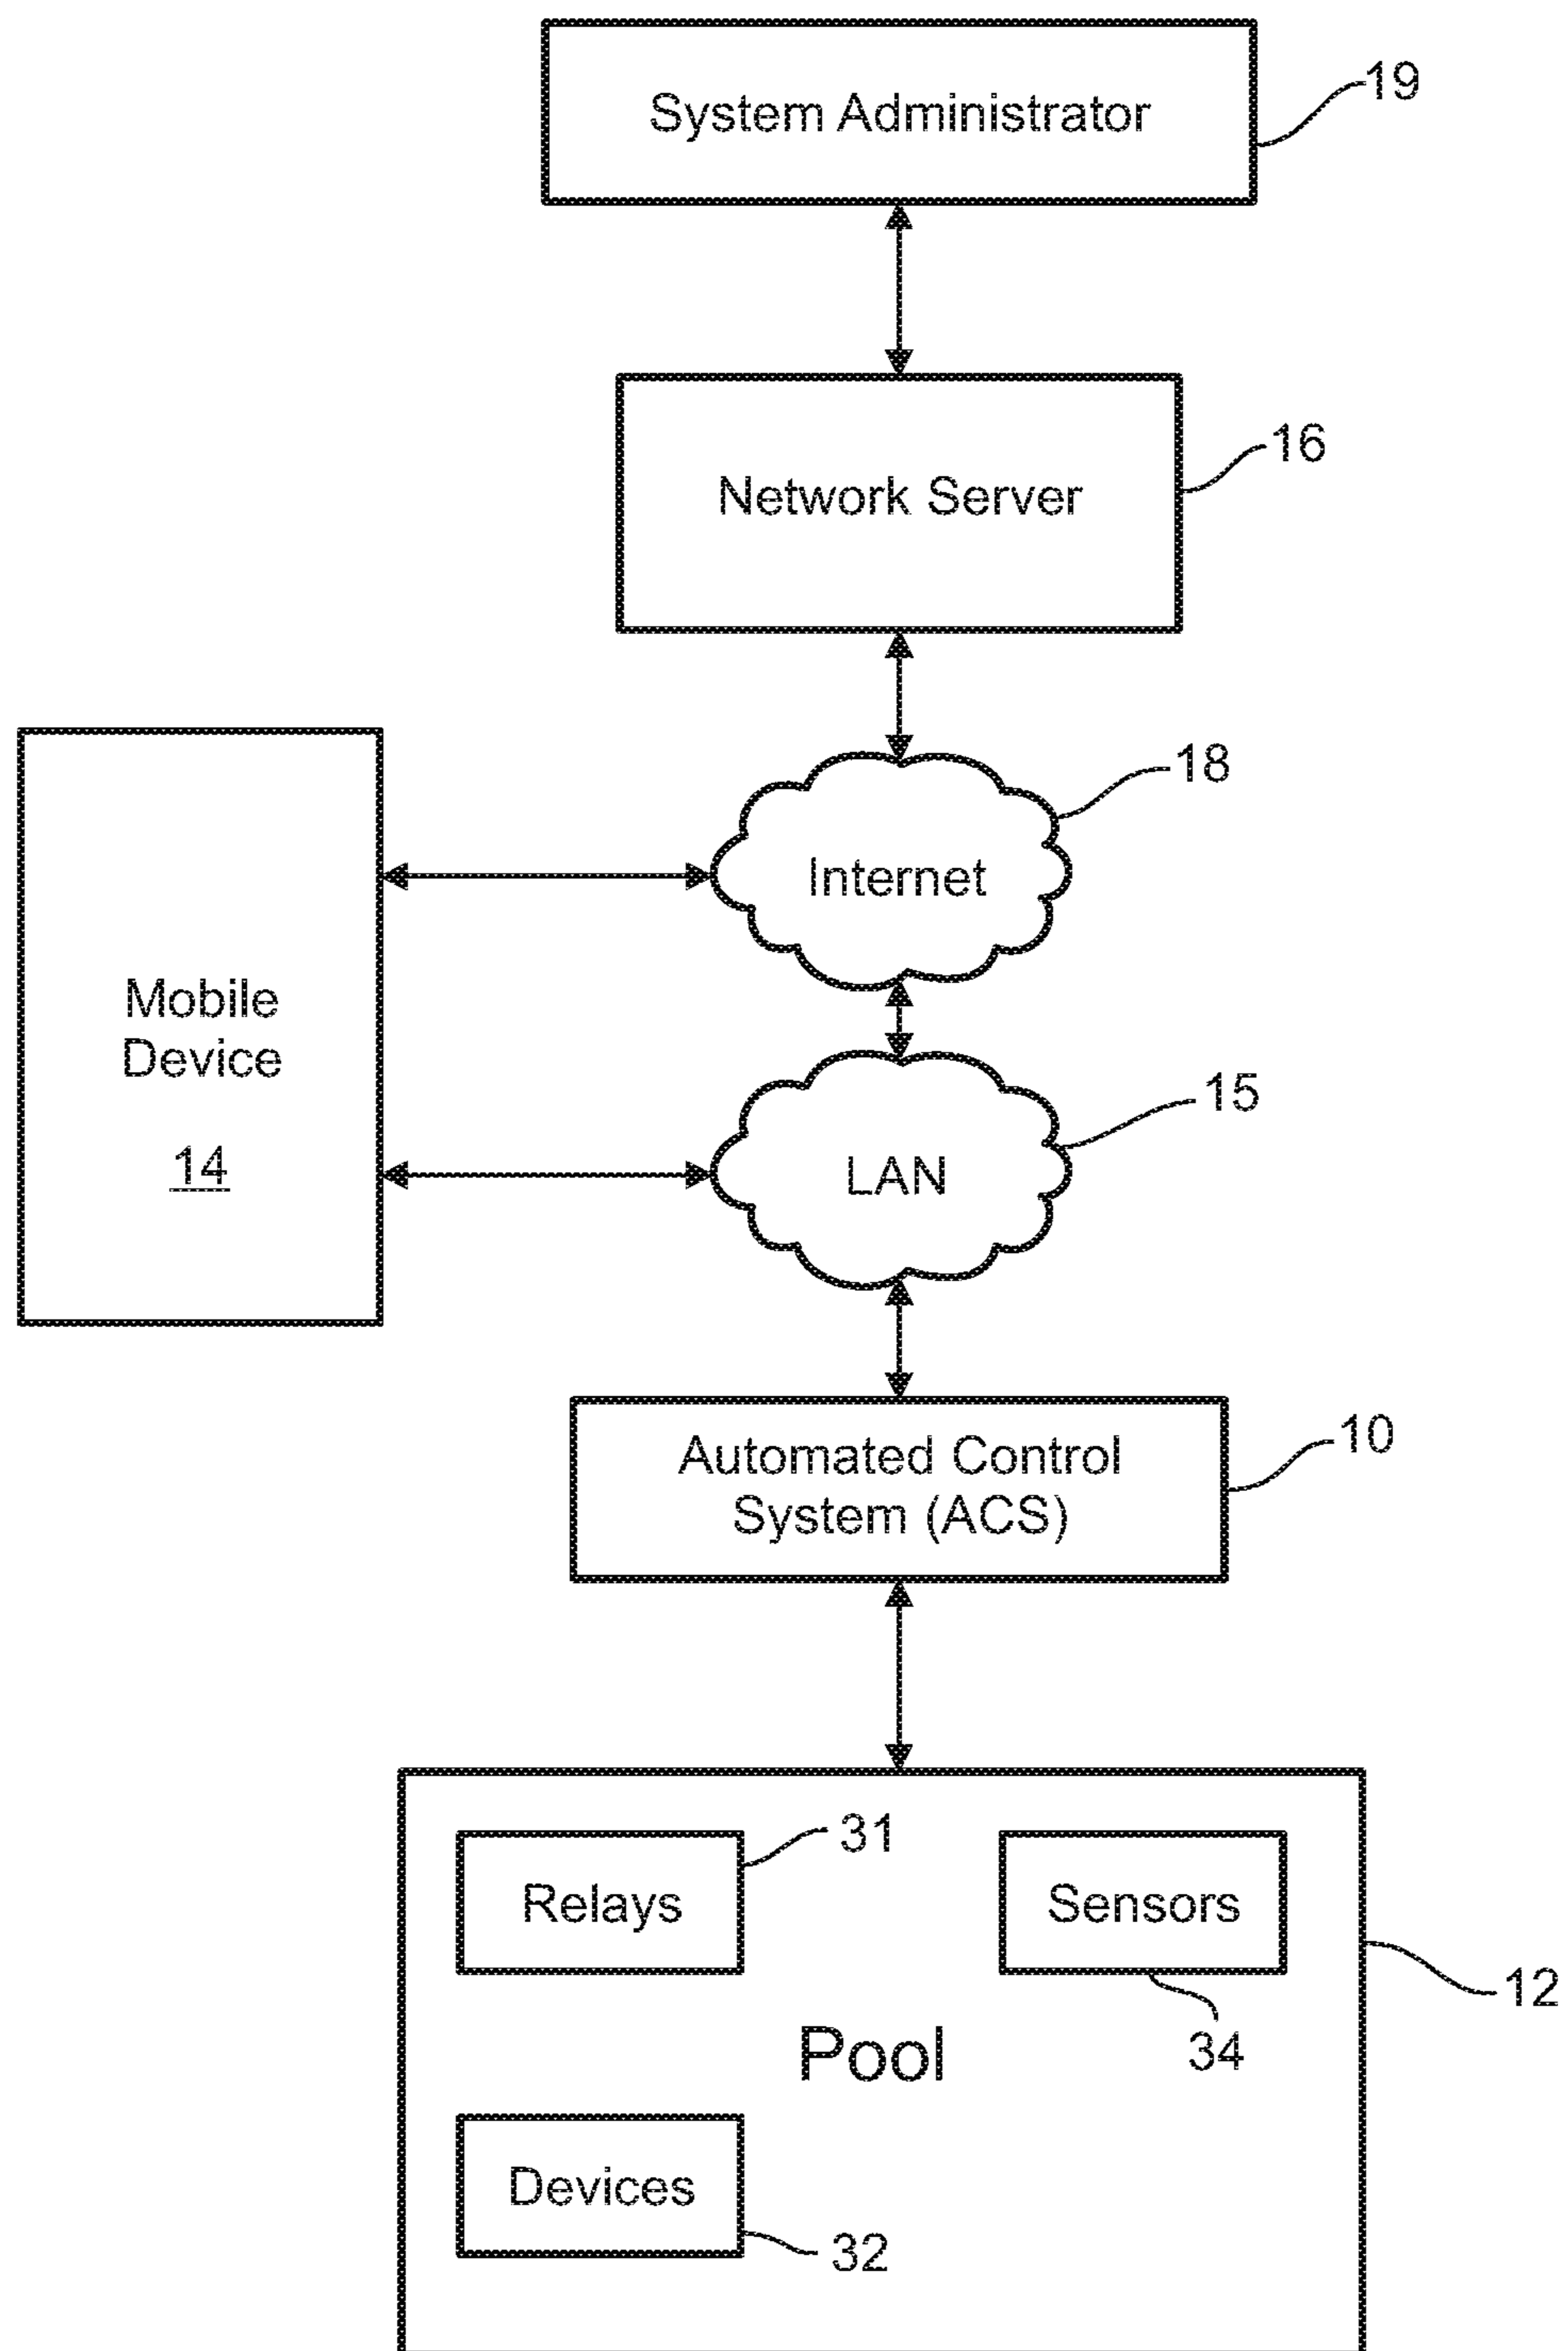 System Administrator
19
Network Server
16
18
Internet
Mobile
Device
14
15
LAN
10
Automated Control
System (ACS)
31
Relays
Sensors
12
34
Pool
Devices
32